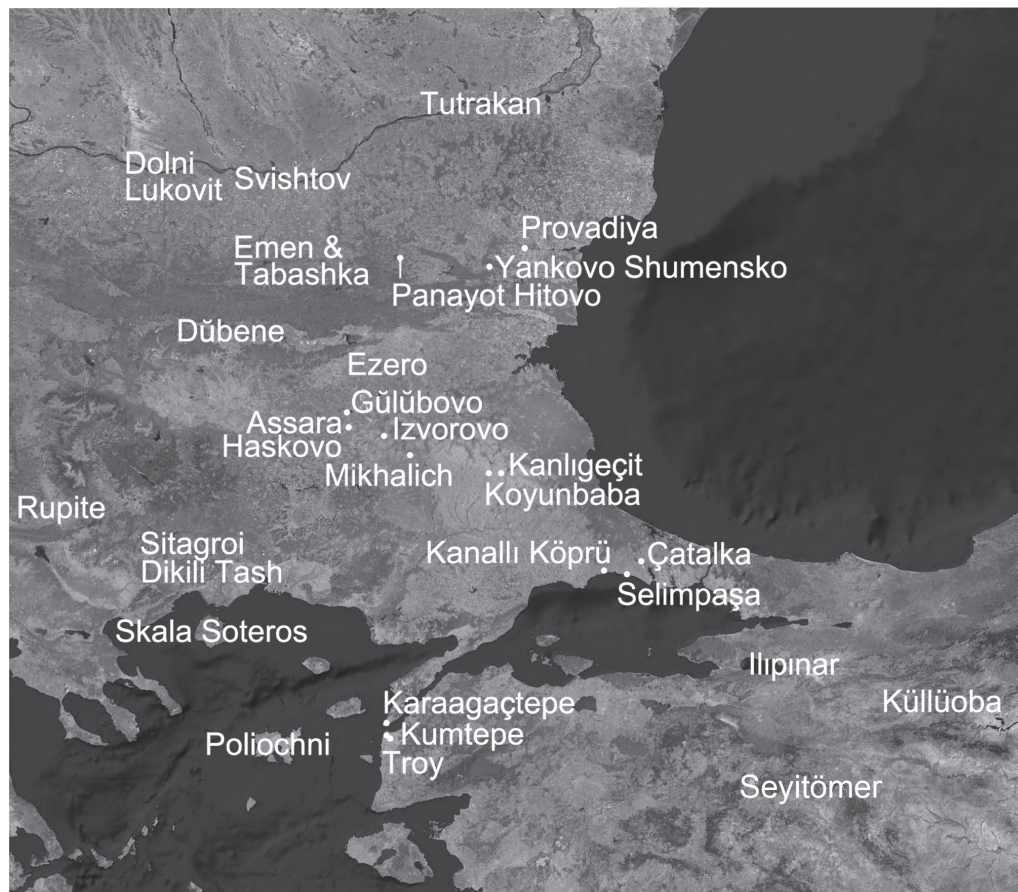 Tutrakan
Dolni
Lukovit
Svishtov
Provadiya
Emen &
Tabashka
Yankovo Shumensko
Panayot Hitovo
Dŭbene
Ezero
Gŭlŭbovo
Assara
Izvorovo
Haskovo
Mikhalich
Kanlıgeçit
Koyunbaba
Rupite
Sitagroi
Dikili Tash
Kanallı Köprü
Çatalka
Selimpaşa
Skala Soteros
Ilıpınar
Karaagaçtepe
Küllüoba
Kumtepe
Poliochni
Troy
Seyitömer